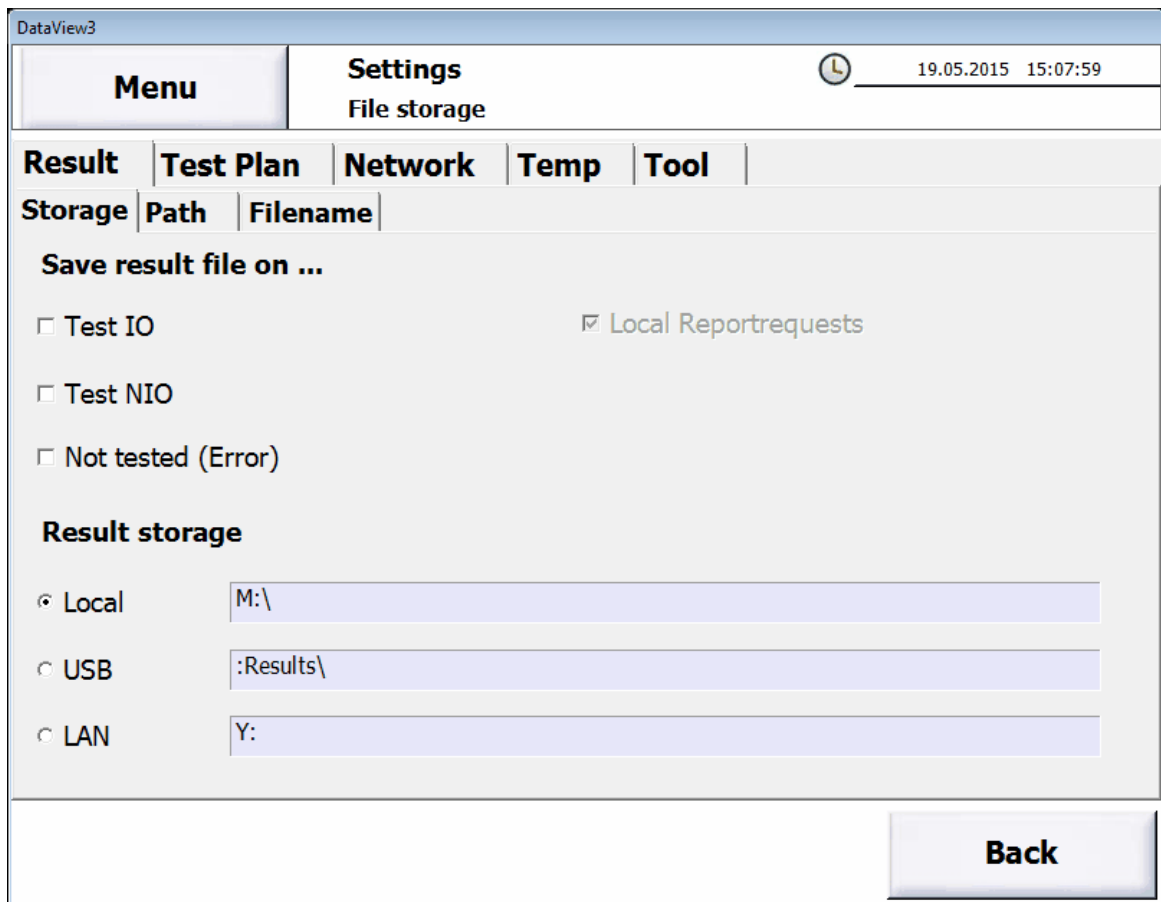 DataView3
Menu
Settings
File storage
19.05.2015 15:07:59
Result Test Plan Network Temp Tool
Storage Path Filename
Save result file on ...
Test IO Local Reportrequests
Test NIO
Not tested (Error)
Result storage
Local M:\
USB :Results\
LAN Y:
Back